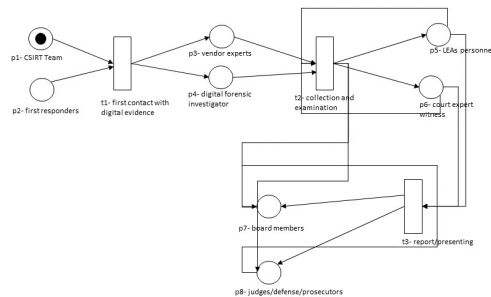 p1- CSIRT Team
p2- first responders
t1- first contact with
digital evidence
p3- vendor experts
p4- digital forensic
investigator
t2- collection and
examination
p5- LEAs personne
p6- court expert
witness
p7- board members
t3- report/presenting
p8- judges/defense/prosecutors